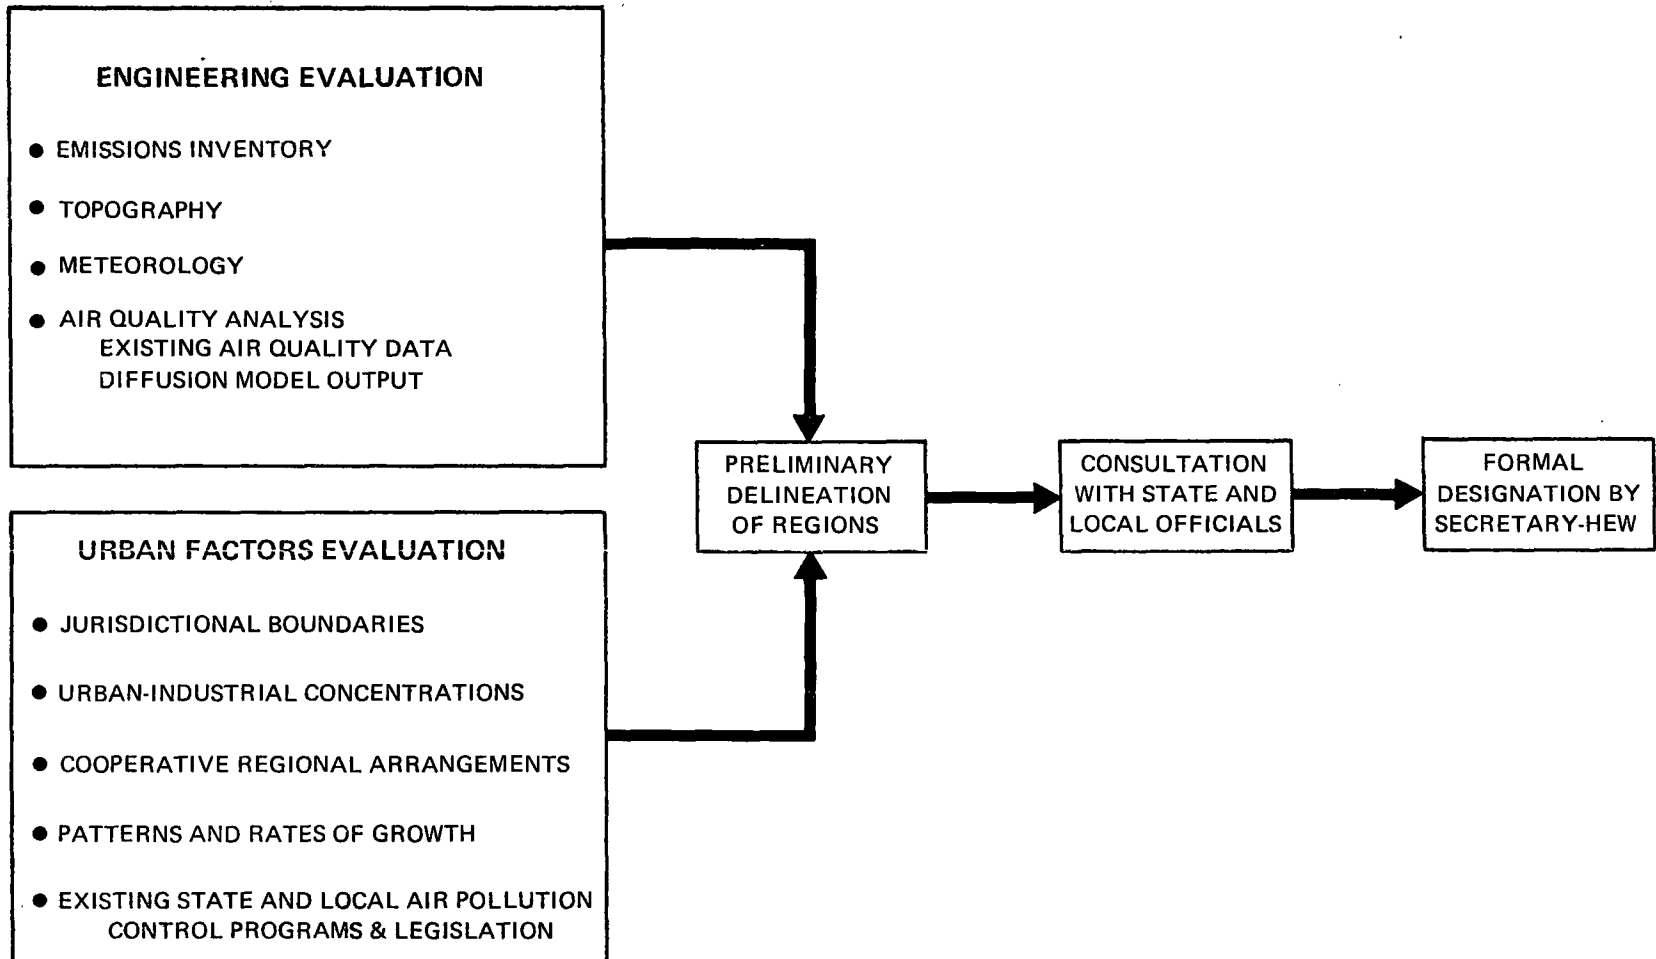 ENGINEERING EVALUATION
● EMISSIONS INVENTORY
● TOPOGRAPHY
● METEOROLOGY
● AIR QUALITY ANALYSIS
EXISTING AIR QUALITY DATA
DIFFUSION MODEL OUTPUT
URBAN FACTORS EVALUATION
● JURISDICTIONAL BOUNDARIES
● URBAN-INDUSTRIAL CONCENTRATIONS
● COOPERATIVE REGIONAL ARRANGEMENTS
● PATTERNS AND RATES OF GROWTH
● EXISTING STATE AND LOCAL AIR POLLUTION
CONTROL PROGRAMS & LEGISLATION
PRELIMINARY
DELINEATION
OF REGIONS
CONSULTATION
WITH STATE AND
LOCAL OFFICIALS
FORMAL
DESIGNATION BY
SECRETARY-HEW